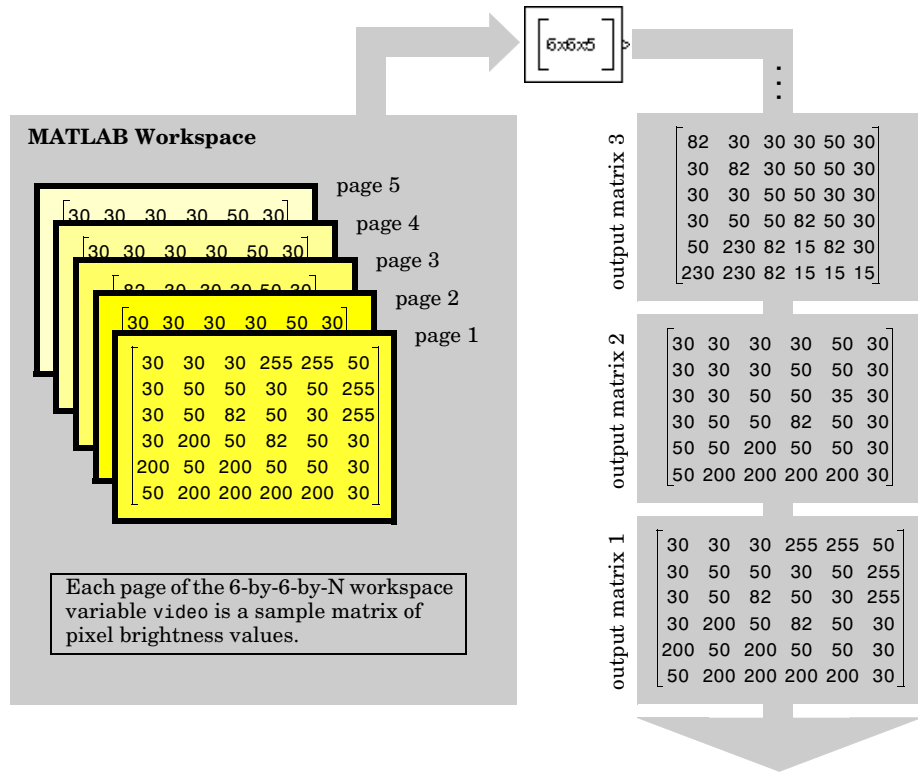 6x6x5
MATLAB Workspace
page 5
30 30 30 30 50 30
page 4
30 30 30 30 50 30
page 3
82 30 30 30 50 30
page 2
30 30 30 30 50 30
page 1
30 30 30 255 255 50
30 50 50 30 50 255
30 50 82 50 30 255
30 200 50 82 50 30
200 50 200 50 50 30
50 200 200 200 200 30
Each page of the 6-by-6-by-N workspace
variable video is a sample matrix of
pixel brightness values.
output matrix 3
82 30 30 30 50 30
30 82 30 50 50 30
30 30 50 50 30 30
30 50 50 82 50 30
50 230 82 15 82 30
230 230 82 15 15 15
output matrix 2
30 30 30 30 50 30
30 30 30 50 50 30
30 30 50 50 35 30
30 50 50 82 50 30
50 50 200 50 50 30
50 200 200 200 200 30
output matrix 1
30 30 30 255 255 50
30 50 50 30 50 255
30 50 82 50 30 255
30 200 50 82 50 30
200 50 200 50 50 30
50 200 200 200 200 30